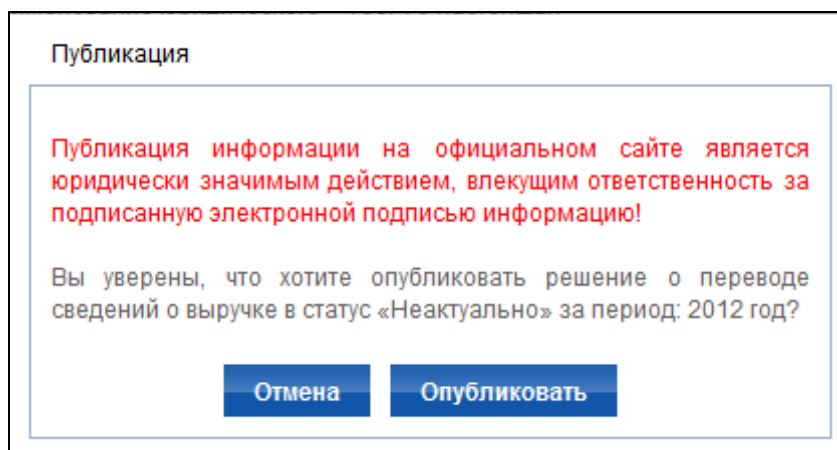 Публикация
Публикация информации на официальном сайте является
юридически значимым действием, влекущим ответственность за
подписанную электронной подписью информацию!
Вы уверены, что хотите опубликовать решение о переводе
сведений о выручке в статус «Неактуально» за период: 2012 год?
Отмена Опубликовать